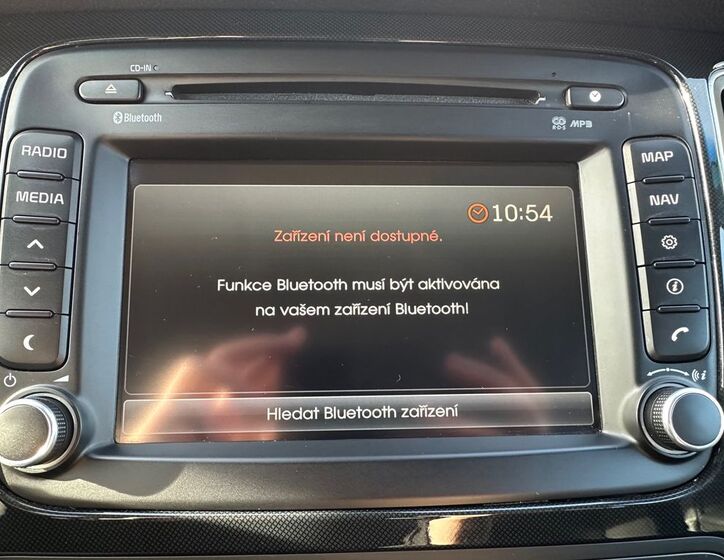 CD-IN
Bluetooth
CD
R·D·S
MP3
RADIO
MEDIA
MAP
NAV
10:54
Zařízení není dostupné.
Funkce Bluetooth musí být aktivována
na vašem zařízení Bluetooth!
Hledat Bluetooth zařízení